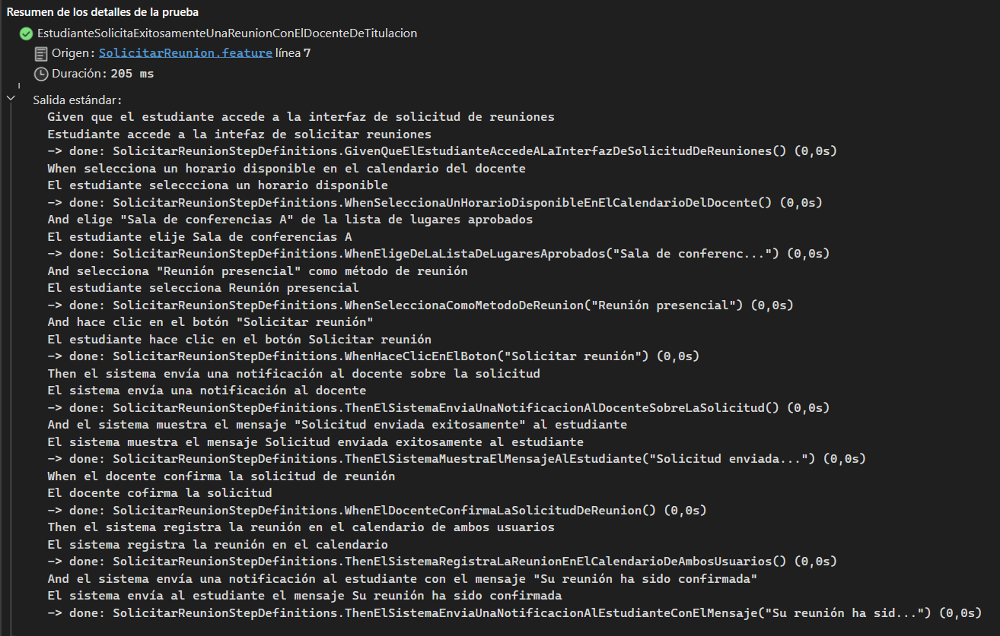 Resumen de los detalles de la prueba
EstudianteSolicitaExitosamenteUnaReunionConElDocenteDeTitulacion
Origen: SolicitarReunion.feature línea 7
Duración: 205 ms
Salida estándar:
Given que el estudiante accede a la interfaz de solicitud de reuniones
Estudiante accede a la intefaz de solicitar reuniones
-> done: SolicitarReunionStepDefinitions.GivenQueElEstudianteAccedeALaInterfazDeSolicitudDeReuniones() (0,0s)
When selecciona un horario disponible en el calendario del docente
El estudiante seleccciona un horario disponible
-> done: SolicitarReunionStepDefinitions.WhenSeleccionaUnHorarioDisponibleEnElCalendarioDelDocente() (0,0s)
And elige "Sala de conferencias A" de la lista de lugares aprobados
El estudiante elije Sala de conferencias A
-> done: SolicitarReunionStepDefinitions.WhenEligeDeLaListaDeLugaresAprobados("Sala de conferenc...") (0,0s)
And selecciona "Reunión presencial" como método de reunión
El estudiante selecciona Reunión presencial
-> done: SolicitarReunionStepDefinitions.WhenSeleccionaComoMetodoDeReunion("Reunión presencial") (0,0s)
And hace clic en el botón "Solicitar reunión"
El estudiante hace clic en el botón Solicitar reunión
-> done: SolicitarReunionStepDefinitions.WhenHaceClicEnElBoton("Solicitar reunión") (0,0s)
Then el sistema envía una notificación al docente sobre la solicitud
El sistema envía una notificación al docente
-> done: SolicitarReunionStepDefinitions.ThenElSistemaEnviaUnaNotificacionAlDocenteSobreLaSolicitud() (0,0s)
And el sistema muestra el mensaje "Solicitud enviada exitosamente" al estudiante
El sistema muestra el mensaje Solicitud enviada exitosamente al estudiante
-> done: SolicitarReunionStepDefinitions.ThenElSistemaMuestraElMensajeAlEstudiante("Solicitud enviada...") (0,0s)
When el docente confirma la solicitud de reunión
El docente cofirma la solicitud
-> done: SolicitarReunionStepDefinitions.WhenElDocenteConfirmaLaSolicitudDeReunion() (0,0s)
Then el sistema registra la reunión en el calendario de ambos usuarios
El sistema registra la reunión en el calendario
-> done: SolicitarReunionStepDefinitions.ThenElSistemaRegistraLaReunionEnElCalendarioDeAmbosUsuarios() (0,0s)
And el sistema envía una notificación al estudiante con el mensaje "Su reunión ha sido confirmada"
El sistema envía al estudiante el mensaje Su reunión ha sido confirmada
-> done: SolicitarReunionStepDefinitions.ThenElSistemaEnviaUnaNotificacionAlEstudianteConElMensaje("Su reunión ha sid...") (0,0s)